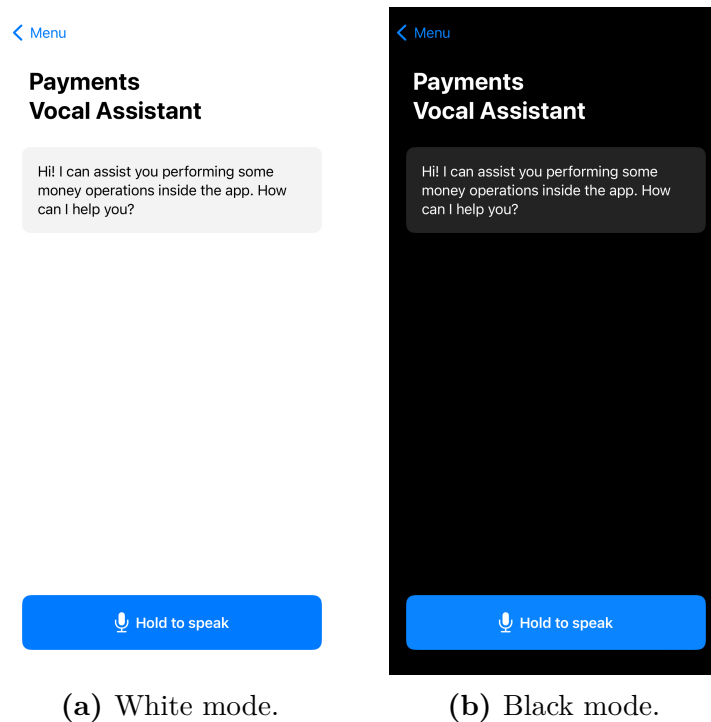 Menu
Payments
Vocal Assistant
Hi! I can assist you performing some
money operations inside the app. How
can I help you?
Hold to speak
(a) White mode.
Menu
Payments
Vocal Assistant
Hi! I can assist you performing some
money operations inside the app. How
can I help you?
Hold to speak
(b) Black mode.